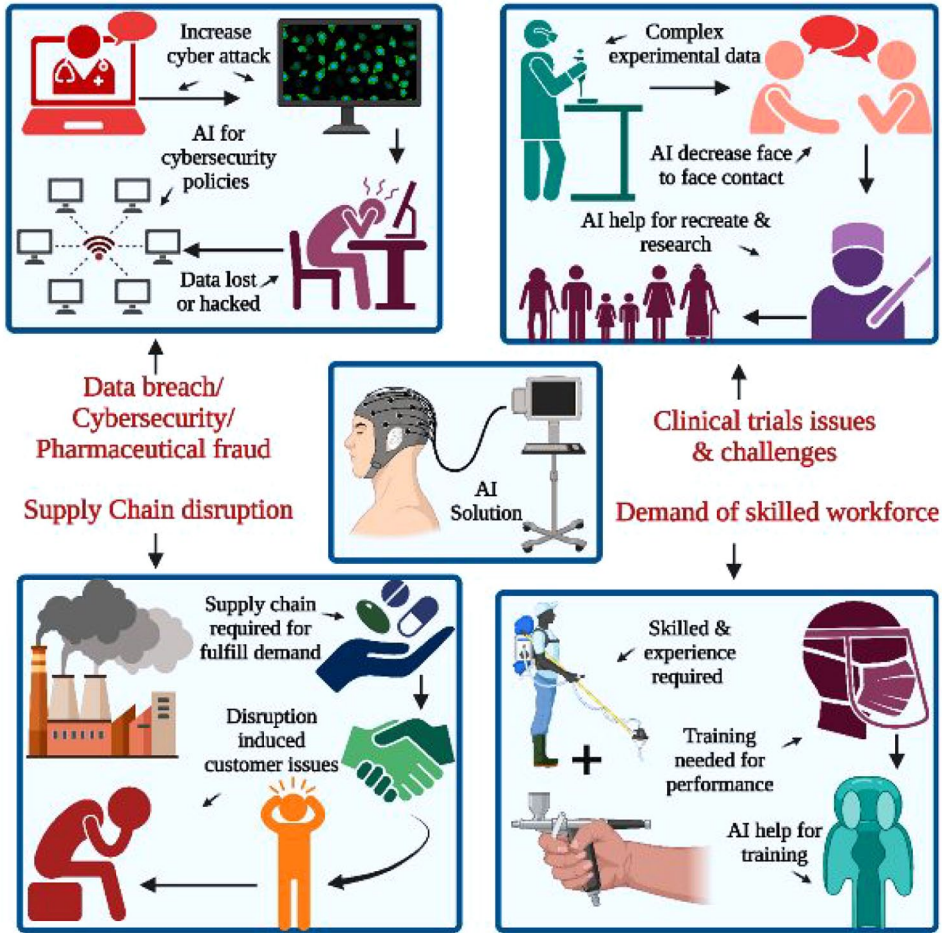 Increase
cyber attack
AI for
cybersecurity
policies
Data lost
or hacked
Complex
experimental data
AI decrease face
to face contact
AI help for recreate &
research
Data breach/
Cybersecurity/
Pharmaceutical fraud
Clinical trials issues
& challenges
AI
Solution
Supply Chain disruption
Demand of skilled workforce
Supply chain
required for
fulfill demand
Disruption
induced
customer issues
Skilled &
experience
required
+
Training
needed for
performance
AI help for
training